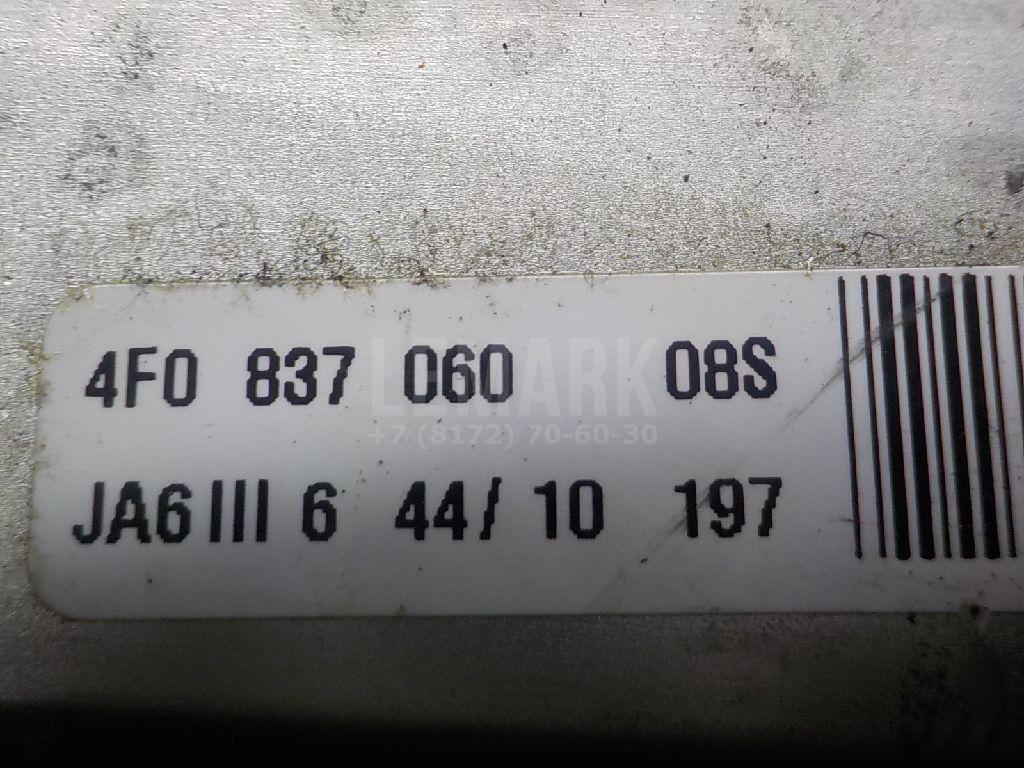 4F0 837 060 08S
LEMARK
+7 (8172) 70-60-30
JA6 III 6 44/ 10 197